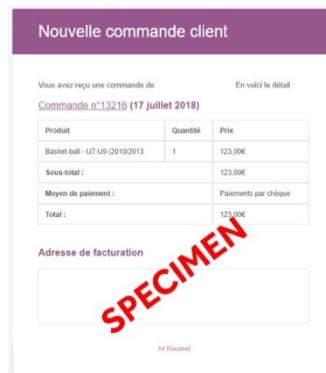 Nouvelle commande client
Vous avez reçu une commande de En voici le détail :
Commande n°13216 (17 juillet 2018)
Produit Quantité Prix
Basket-ball - U7-U9 (2010/2013 1 123,00€
Sous-total : 123,00€
Moyen de paiement : Paiements par chèque
Total : 123,00€
Adresse de facturation
SPECIMEN
Ail Rousset